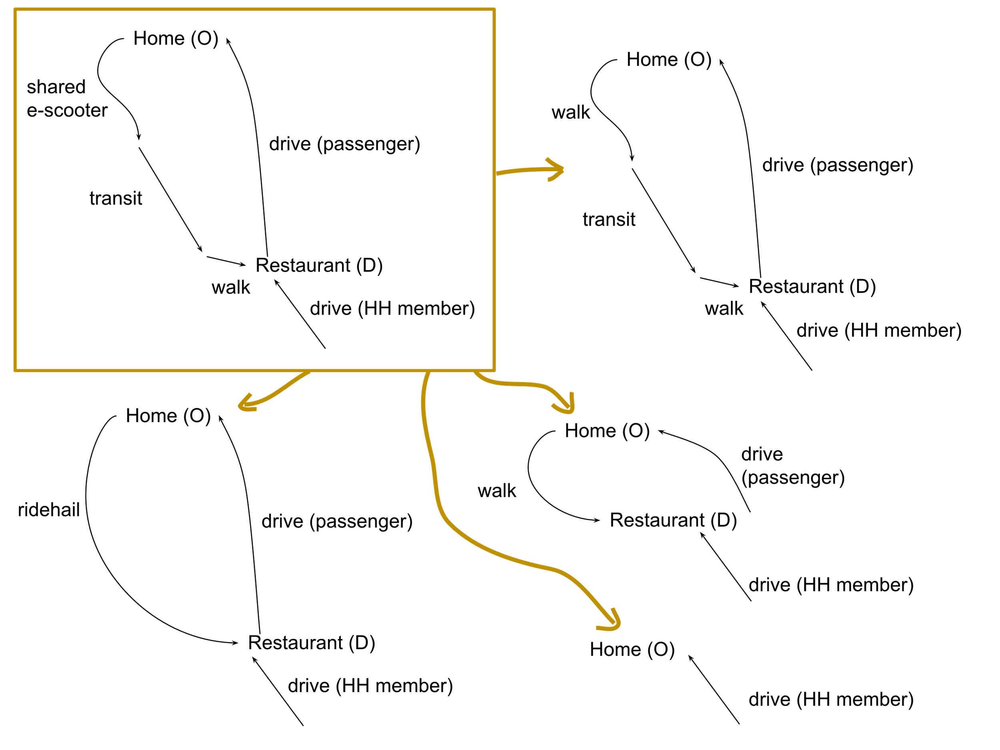 Home (O)
shared
e-scooter
drive (passenger)
transit
Restaurant (D)
walk
drive (HH member)
Home (O)
walk
drive (passenger)
transit
Restaurant (D)
walk
drive (HH member)
Home (O)
ridehail
drive (passenger)
Restaurant (D)
drive (HH member)
Home (O)
drive
(passenger)
walk
Restaurant (D)
drive (HH member)
Home (O)
drive (HH member)